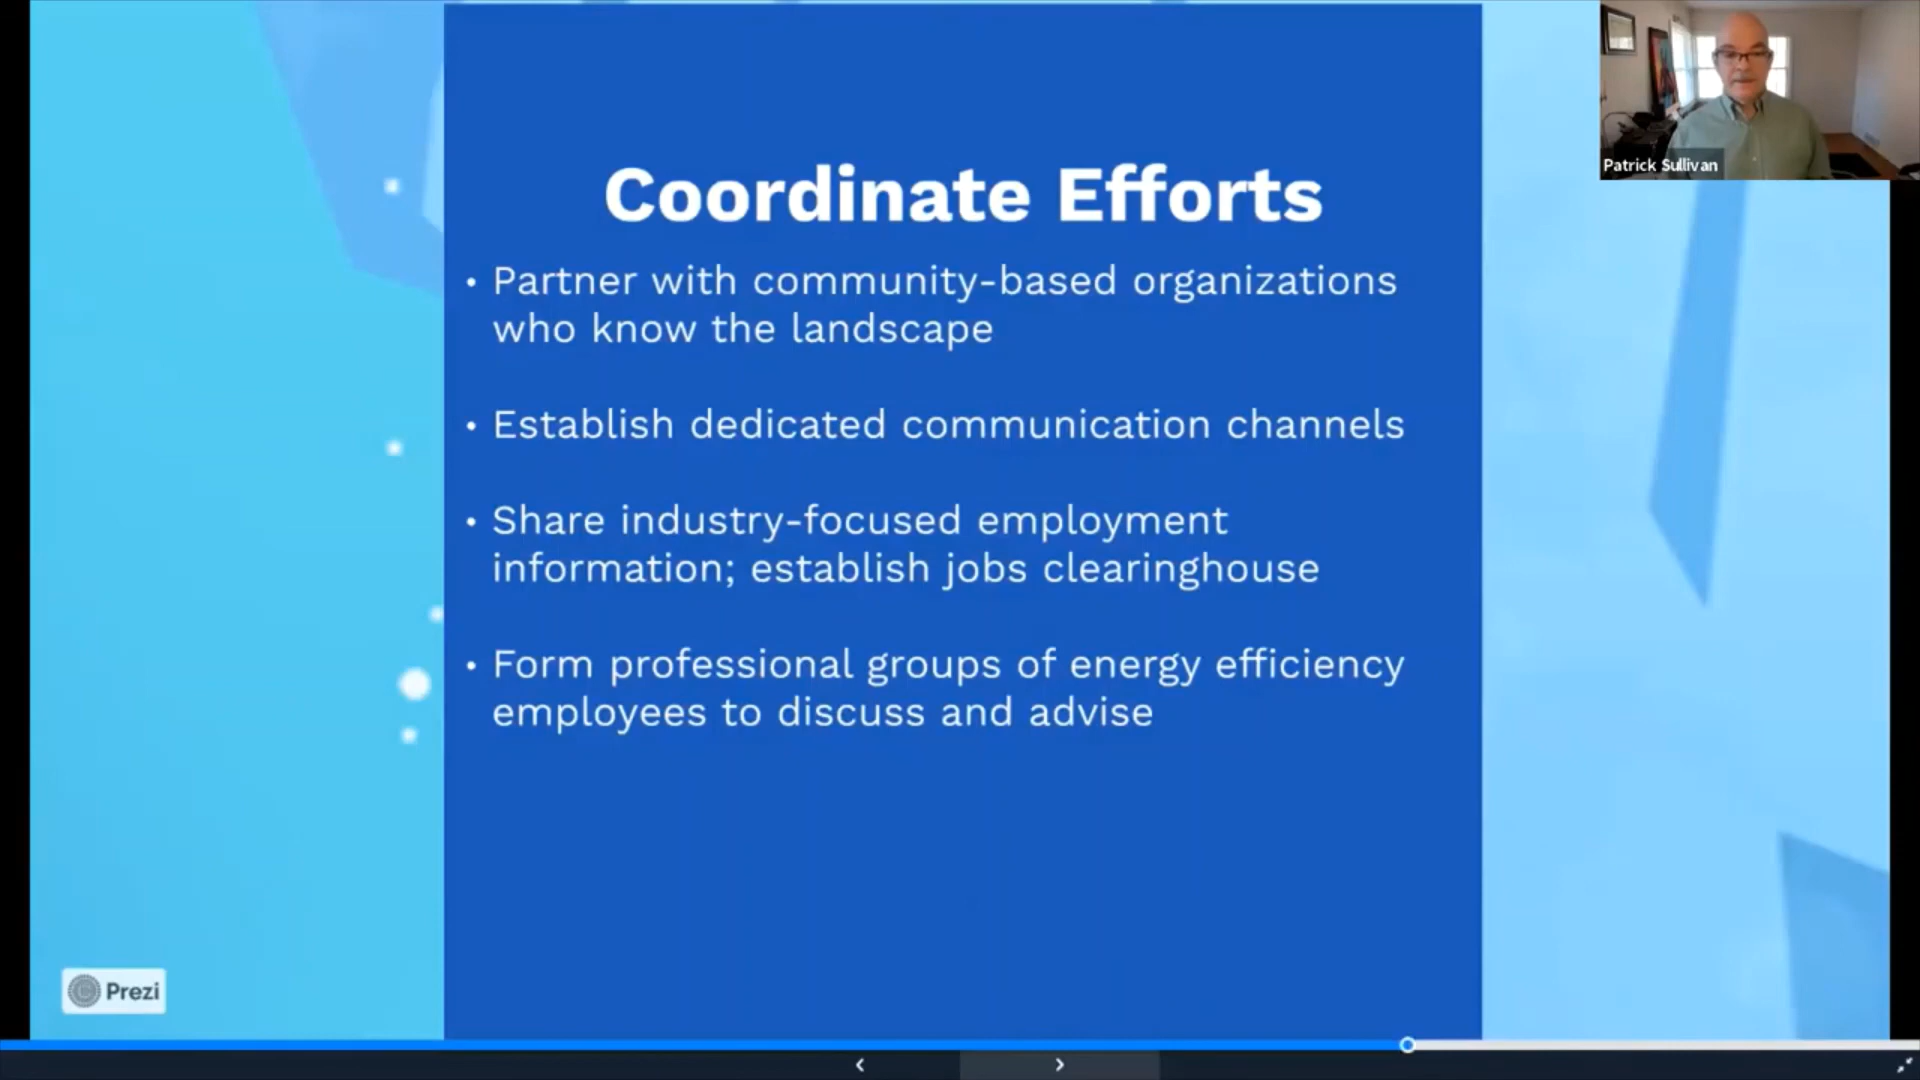 Patrick Sullivan
Coordinate Efforts
• Partner with community-based organizations
who know the landscape
• Establish dedicated communication channels
• Share industry-focused employment
information; establish jobs clearinghouse
• Form professional groups of energy efficiency
employees to discuss and advise
Prezi